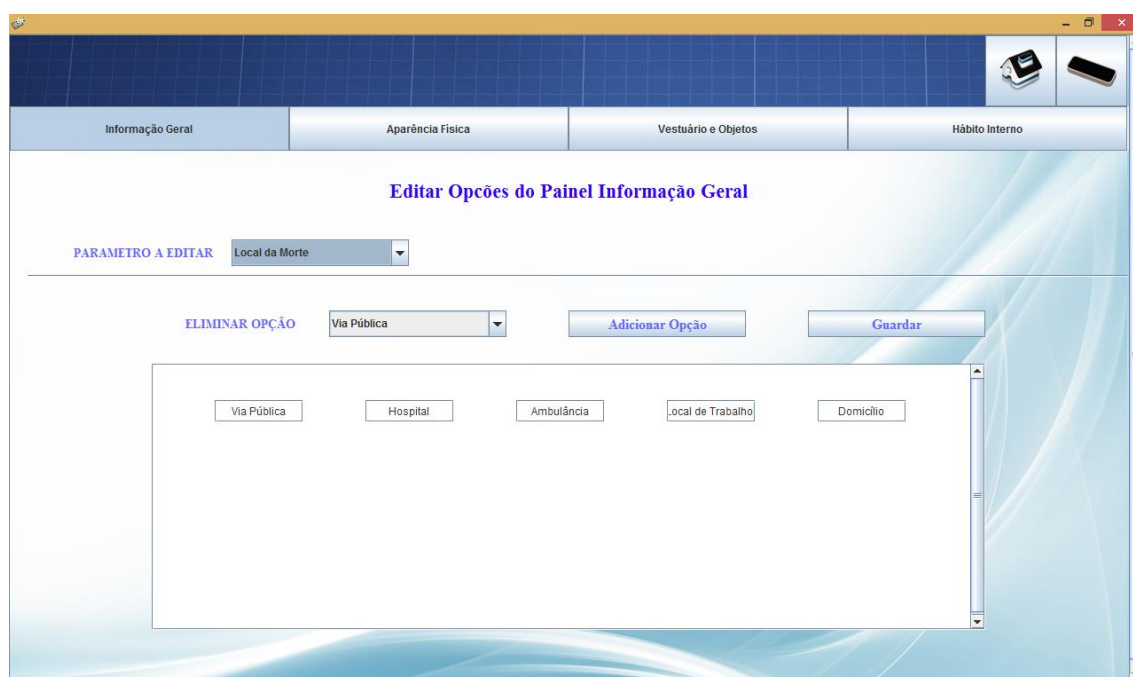 Informação Geral
Aparência Física
Vestuário e Objetos
Hábito Interno
Editar Opcões do Painel Informação Geral
PARAMETRO A EDITAR
Local da Morte
ELIMINAR OPÇÃO
Via Pública
Adicionar Opção
Guardar
Via Pública
Hospital
Ambulância
.ocal de Trabalho
Domicílio